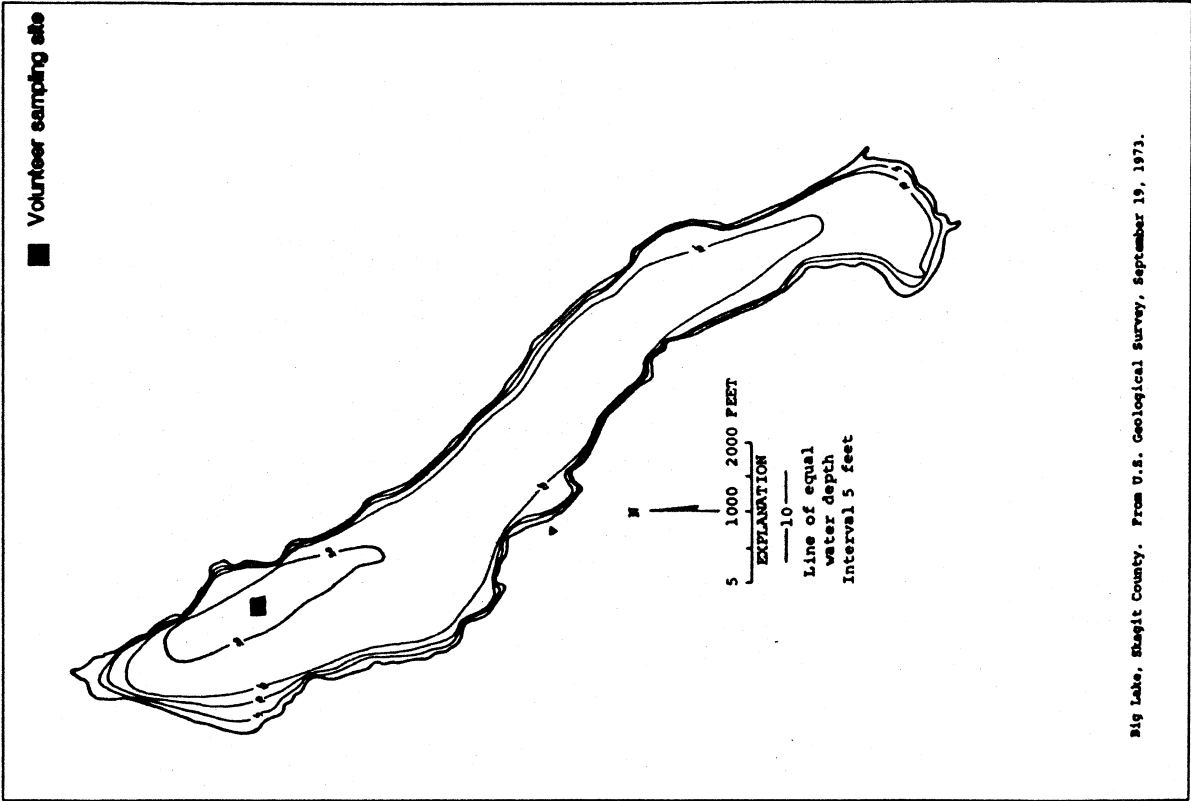 Volunteer sampling site
N
5 1000 2000 FEET
EXPLANATION
10
Line of equal
water depth
Interval 5 feet
Big Lake, Skagit County. From U.S. Geological Survey, September 19, 1973.